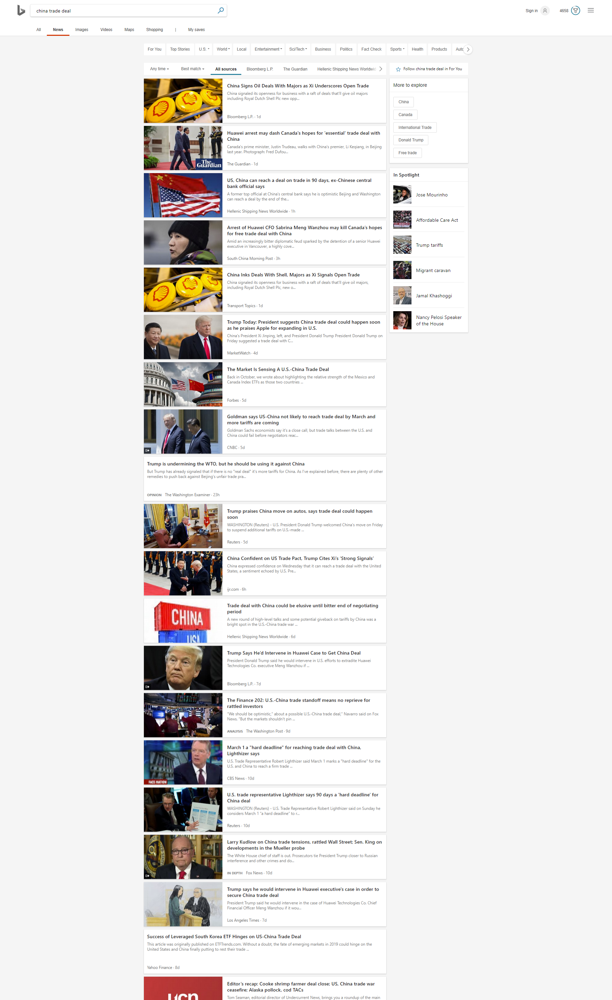 china trade deal
Sign in
4658
All
News
Images
Videos
Maps
Shopping
|
My saves
For You
Top Stories
U.S.
World
Local
Entertainment
Sci/Tech
Business
Politics
Fact Check
Sports
Health
Products
Auto
Any time
Best match
All sources
Bloomberg L.P.
The Guardian
Hellenic Shipping News Worldwid
Follow china trade deal in For You
China Signs Oil Deals With Majors as Xi Underscores Open Trade
China signaled its openness for business with a raft of deals that'll give oil majors
including Royal Dutch Shell Plc new opp...
Bloomberg L.P. · 1d
The
Guardian
Huawei arrest may dash Canada's hopes for 'essential' trade deal with
China
Canada's prime minister, Justin Trudeau, walks with China's premier, Li Keqiang, in Beijing
last year. Photograph: Fred Dufou...
The Guardian · 1d
US, China can reach a deal on trade in 90 days, ex-Chinese central
bank official says
A former top official at China's central bank says he is optimistic Beijing and Washington
can reach a deal by the end of the...
Hellenic Shipping News Worldwide · 1h
Arrest of Huawei CFO Sabrina Meng Wanzhou may kill Canada's hopes
for free trade deal with China
Amid an increasingly bitter diplomatic feud sparked by the detention of a senior Huawei
executive in Vancouver, a highly cove...
South China Morning Post · 3h
China Inks Deals With Shell, Majors as Xi Signals Open Trade
China signaled its openness for business with a raft of deals that'll give oil majors,
including Royal Dutch Shell Plc, new o...
Transport Topics · 1d
Trump Today: President suggests China trade deal could happen soon
as he praises Apple for expanding in U.S.
China's President Xi Jinping, left, and President Donald Trump President Donald Trump on
Friday suggested a trade deal with C...
MarketWatch · 4d
The Market Is Sensing A U.S.-China Trade Deal
Back in October, we wrote about highlighting the relative strength of the Mexico and
Canada Index ETFs as those two countries ...
Forbes · 5d
Goldman says US-China not likely to reach trade deal by March and
more tariffs are coming
Goldman Sachs economists say it's a close call, but trade talks between the U.S. and
China could fail before negotiators reac...
CNBC · 5d
Trump is undermining the WTO, but he should be using it against China
But Trump has already signaled that if there is no "real deal" it's more tariffs for China. As I've explained before, there are plenty of other
remedies to push back against Beijing's unfair trade pra...
OPINION The Washington Examiner · 23h
Trump praises China move on autos, says trade deal could happen
soon
WASHINGTON (Reuters) - U.S. President Donald Trump welcomed China's move on Friday
to suspend additional tariffs on U.S.-made ...
Reuters · 5d
China Confident on US Trade Pact, Trump Cites Xi's 'Strong Signals'
China expressed confidence on Wednesday that it can reach a trade deal with the United
States, a sentiment echoed by U.S. Pre...
ijr.com · 6h
CHINA
USA
Trade deal with China could be elusive until bitter end of negotiating
period
A new round of high-level talks and some potential giveback on tariffs by China was a
bright spot in the U.S.-China trade war ...
Hellenic Shipping News Worldwide · 6d
Trump Says He'd Intervene in Huawei Case to Get China Deal
President Donald Trump said he would intervene in U.S. efforts to extradite Huawei
Technologies Co. executive Meng Wanzhou if ...
Bloomberg L.P. · 7d
The Finance 202: U.S.-China trade standoff means no reprieve for
rattled investors
"We should be optimistic," about a possible U.S.-China trade deal," Navarro said on Fox
News. "But the markets shouldn't pin ...
ANALYSIS The Washington Post · 9d
FACE NATION
March 1 a "hard deadline" for reaching trade deal with China,
Lighthizer says
U.S. Trade Representative Robert Lighthizer said March 1 marks a "hard deadline" for the
U.S. and China to reach a firm trade ...
CBS News · 10d
U.S. trade representative Lighthizer says 90 days a 'hard deadline' for
China deal
WASHINGTON (Reuters) - U.S. Trade Representative Robert Lighthizer said on Sunday he
considers March 1 "a hard deadline" to r...
Reuters · 10d
Larry Kudlow on China trade tensions, rattled Wall Street; Sen. King on
developments in the Mueller probe
The White House chief of staff is out. Prosecutors tie President Trump closer to Russian
interference and other crimes and do...
IN DEPTH Fox News · 10d
Trump says he would intervene in Huawei executive's case in order to
secure China trade deal
President Trump said he would intervene in the case of Huawei Technologies Co. Chief
Financial Officer Meng Wanzhou if it wou...
Los Angeles Times · 7d
Success of Leveraged South Korea ETF Hinges on US-China Trade Deal
This article was originally published on ETFTrends.com. Without a doubt, the fate of emerging markets in 2019 could hinge on the
United States and China finally putting to rest their trade ...
Yahoo Finance · 8d
ucn
Editor's recap: Cooke shrimp farmer deal close; US, China trade war
ceasefire; Alaska pollock, cod TACs
Tom Seaman, editorial director of Undercurrent News, brings you a roundup of the main
More to explore
China
Canada
International Trade
Donald Trump
Free trade
In Spotlight
Jose Mourinho
Affordable Care Act
Trump tariffs
Migrant caravan
Jamal Khashoggi
Nancy Pelosi Speaker
of the House